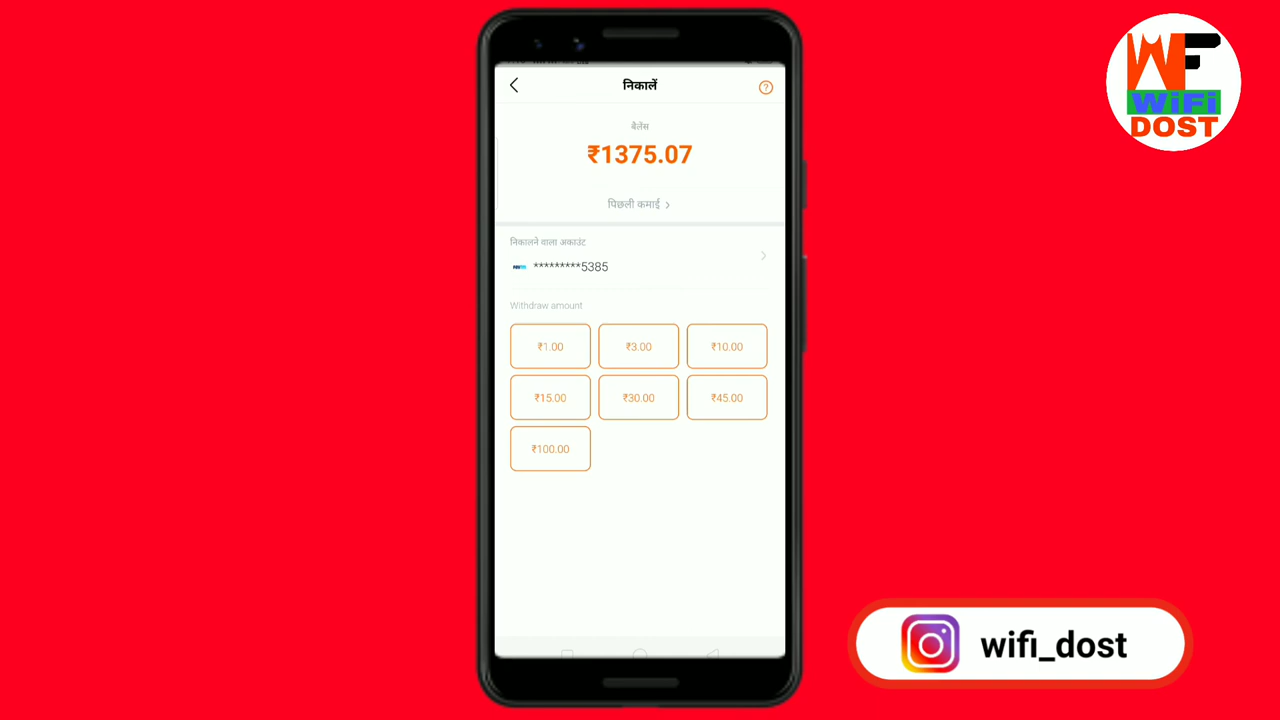 निकालें
?
बैलेंस
₹1375.07
पिछली कमाई >
निकालने वाला अकाउंट
*********5385
Withdraw amount
₹1.00
₹3.00
₹10.00
₹15.00
₹30.00
₹45.00
₹100.00
WF
WiFi
DOST
wifi_dost